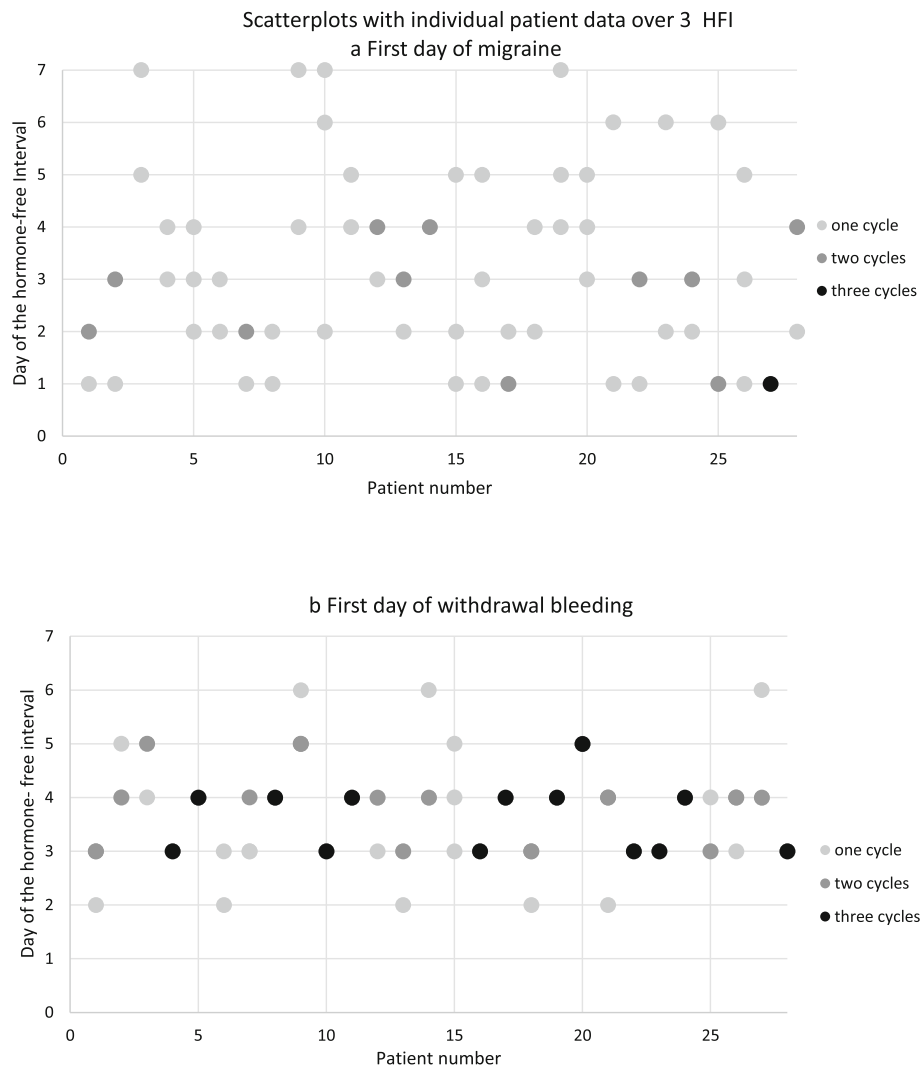 Scatterplots with individual patient data over 3 HFI
a First day of migraine
Day of the hormone-free Interval
7
6
5
4
3
2
1
0
0 5 10 15 20 25
Patient number
one cycle
two cycles
three cycles
b First day of withdrawal bleeding
Day of the hormone- free interval
7
6
5
4
3
2
1
0
0 5 10 15 20 25
Patient number
one cycle
two cycles
three cycles